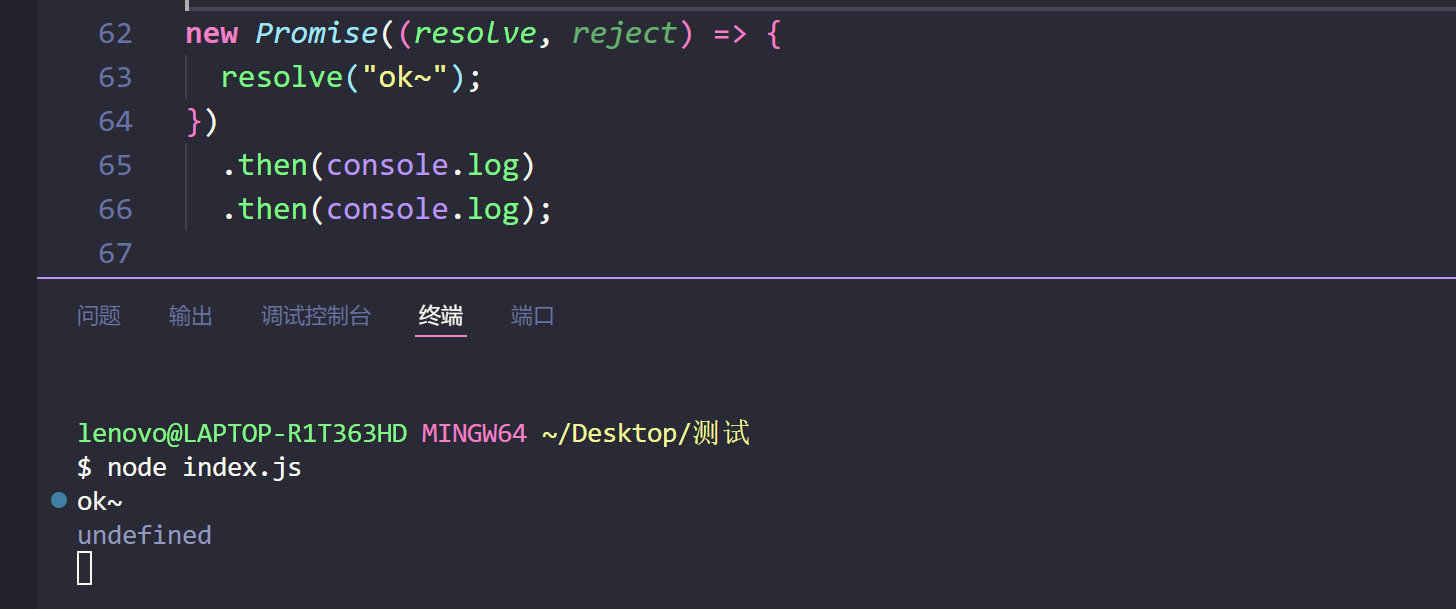 62 new Promise((resolve, reject) => {
63 resolve("ok~");
64 })
65 .then(console.log)
66 .then(console.log);
67
问题 输出 调试控制台 终端 端口
lenovo@LAPTOP-R1T363HD MINGW64 ~/Desktop/测试
$ node index.js
ok~
undefined